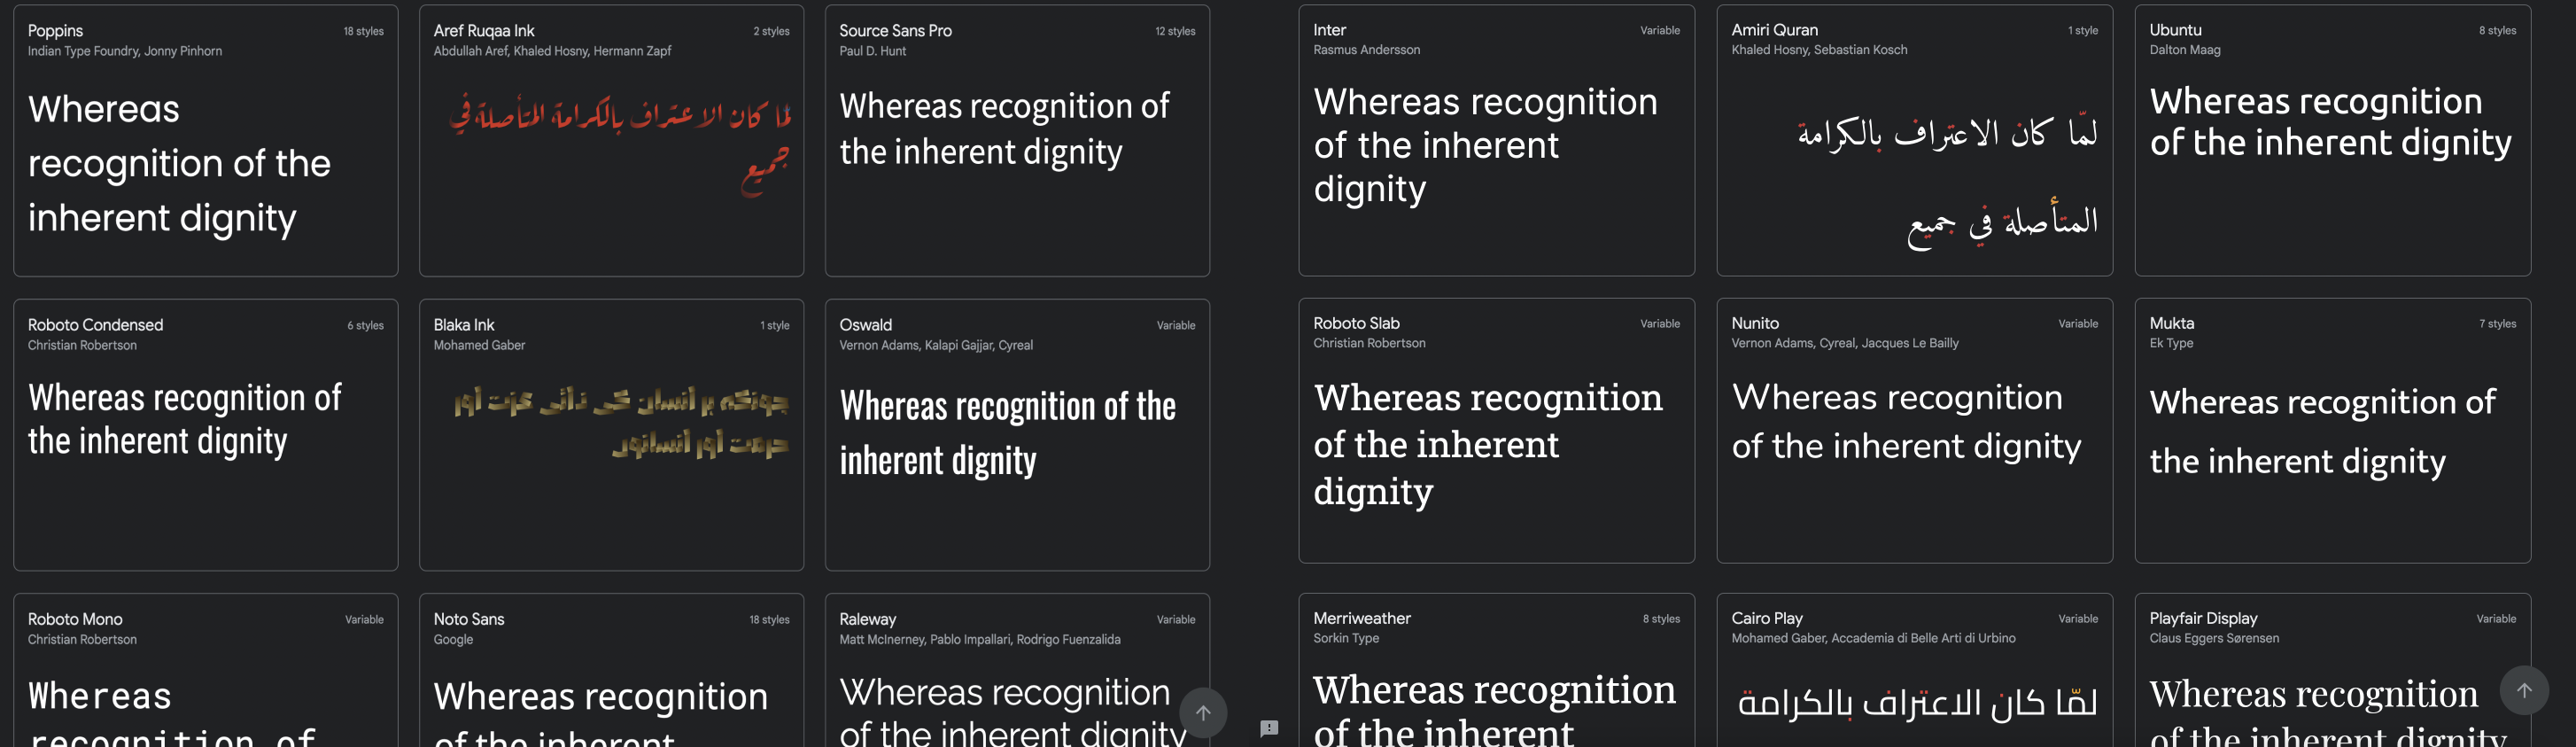 Poppins
18 styles
Indian Type Foundry, Jonny Pinhorn
Whereas
recognition of the
inherent dignity
Aref Ruqaa Ink
2 styles
Abdullah Aref, Khaled Hosny, Hermann Zapf
لما كان الاعتراف بالكرامة المتأصلة في
جميع
Source Sans Pro
12 styles
Paul D. Hunt
Whereas recognition of
the inherent dignity
Inter
Variable
Rasmus Andersson
Whereas recognition
of the inherent
dignity
Amiri Quran
1 style
Khaled Hosny, Sebastian Kosch
لمّا كان الاعتراف بالكرامة
المتأصلة في جميع
Ubuntu
8 styles
Dalton Maag
Whereas recognition
of the inherent dignity
Roboto Condensed
6 styles
Christian Robertson
Whereas recognition of
the inherent dignity
Blaka Ink
1 style
Mohamed Gaber
چونکہ ہر انسان کی ذاتی عزت اور
حرمت اور انسانوں
Oswald
Variable
Vernon Adams, Kalapi Gajjar, Cyreal
Whereas recognition of the
inherent dignity
Roboto Slab
Variable
Christian Robertson
Whereas recognition
of the inherent
dignity
Nunito
Variable
Vernon Adams, Cyreal, Jacques Le Bailly
Whereas recognition
of the inherent dignity
Mukta
7 styles
Ek Type
Whereas recognition of
the inherent dignity
Roboto Mono
Variable
Christian Robertson
Whereas
recognition of
Noto Sans
18 styles
Google
Whereas recognition
of the inherent
Raleway
Variable
Matt McInerney, Pablo Impallari, Rodrigo Fuenzalida
Whereas recognition
of the inherent dignity
Merriweather
8 styles
Sorkin Type
Whereas recognition
of the inherent
Cairo Play
Variable
Mohamed Gaber, Accademia di Belle Arti di Urbino
لمّا كان الاعتراف بالكرامة
Playfair Display
Variable
Claus Eggers Sørensen
Whereas recognition
of the inherent dignity